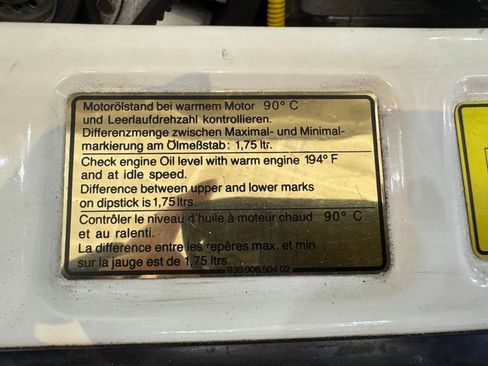 Motorölstand bei warmem Motor 90° C
und Leerlaufdrehzahl kontrollieren.
Differenzmenge zwischen Maximal- und Minimal-
markierung am Ölmeßstab: 1,75 ltr.
Check engine Oil level with warm engine 194° F
and at idle speed.
Difference between upper and lower marks
on dipstick is 1,75 ltrs.
Contrôler le niveau d'huile à moteur chaud 90° C
et au ralenti.
La difference entre les repêres max. et min
sur la jauge est de 1,75 ltrs.
930.006.504.02